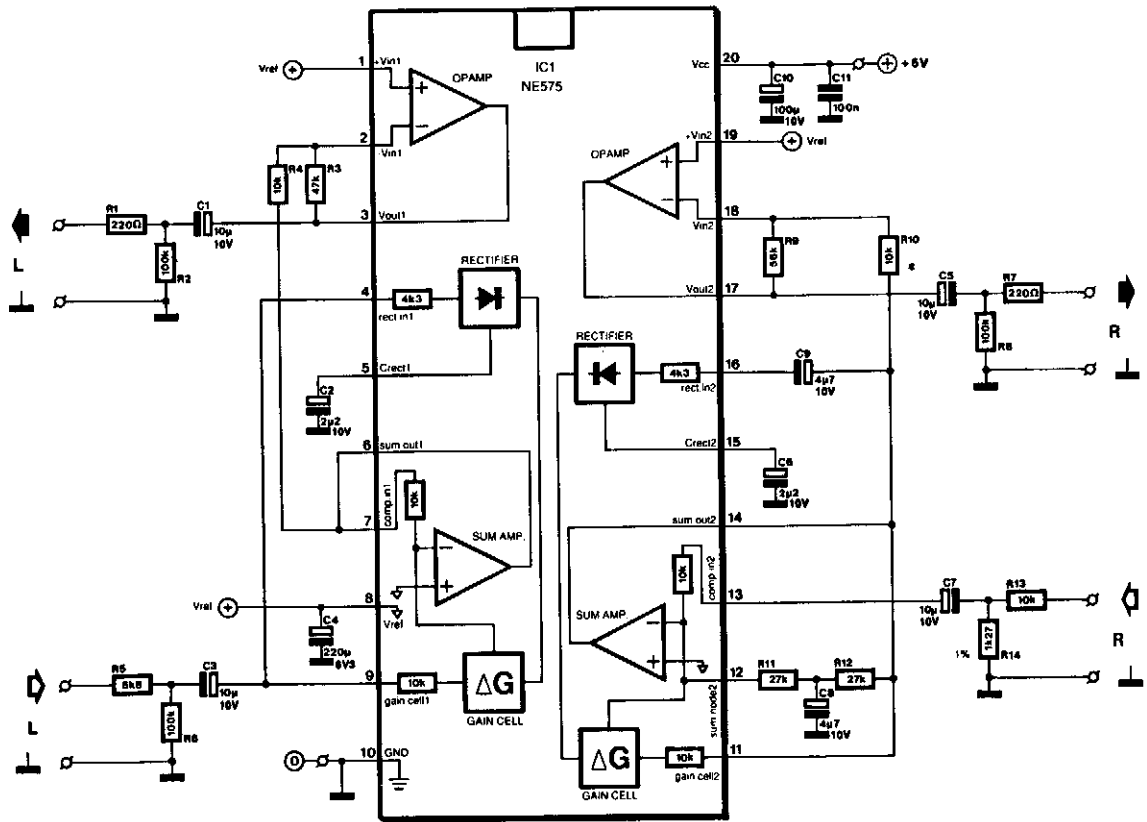 IC1
NE575
1
+Vin1
Vref
OPAMP
2
-Vin1
R4
10k
R3
47k
3
Vout1
R1
220Ω
C1
10µ
10V
L
R2
100k
RECTIFIER
4
4k3
rect.in1
5
Crect1
C2
2µ2
10V
6
sum out1
7
comp.in1
10k
SUM AMP.
8
Vref
Vref
C4
220µ
6V3
9
10k
gain cell1
ΔG
GAIN CELL
R5
C3
10µ
10V
L
R6
100k
10
GND
0
20
Vcc
C10
100µ
10V
C11
100n
+
19
+Vin2
Vref
OPAMP
18
Vin2
R9
R10
10k
17
Vout2
C5
10µ
10V
R7
220Ω
100k
R
RECTIFIER
16
4k3
rect.in2
C9
4µ7
10V
15
Crect2
C6
2µ2
10V
14
sum out2
10k
comp.in2
13
SUM AMP.
C7
10µ
10V
R13
10k
1k27
1%
R14
R
12
sum node2
R11
27k
R12
27k
C8
4µ7
10V
11
10k
gain cell2
ΔG
GAIN CELL